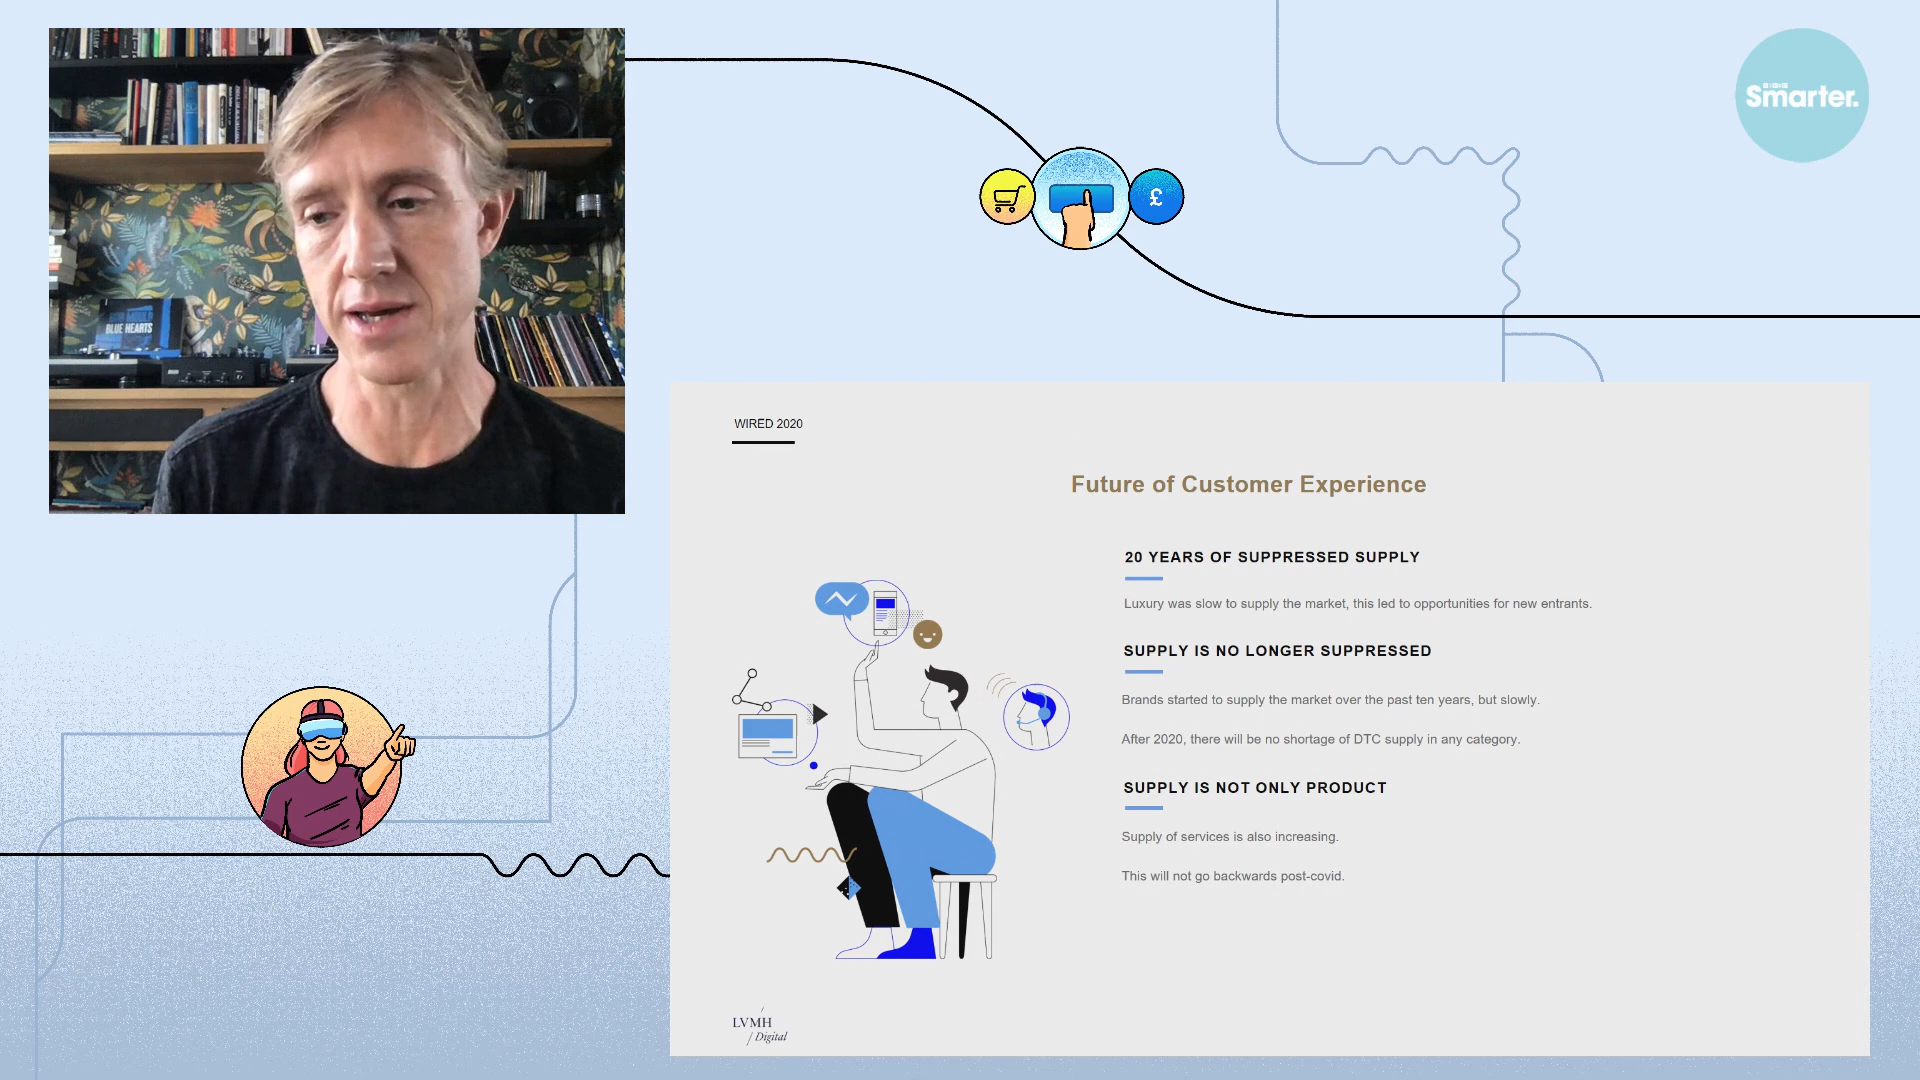 BLUE HEARTS
£
WIRED
Smarter.
WIRED 2020
Future of Customer Experience
20 YEARS OF SUPPRESSED SUPPLY
Luxury was slow to supply the market, this led to opportunities for new entrants.
SUPPLY IS NO LONGER SUPPRESSED
Brands started to supply the market over the past ten years, but slowly.
After 2020, there will be no shortage of DTC supply in any category.
SUPPLY IS NOT ONLY PRODUCT
Supply of services is also increasing.
This will not go backwards post-covid.
LVMH
/ Digital